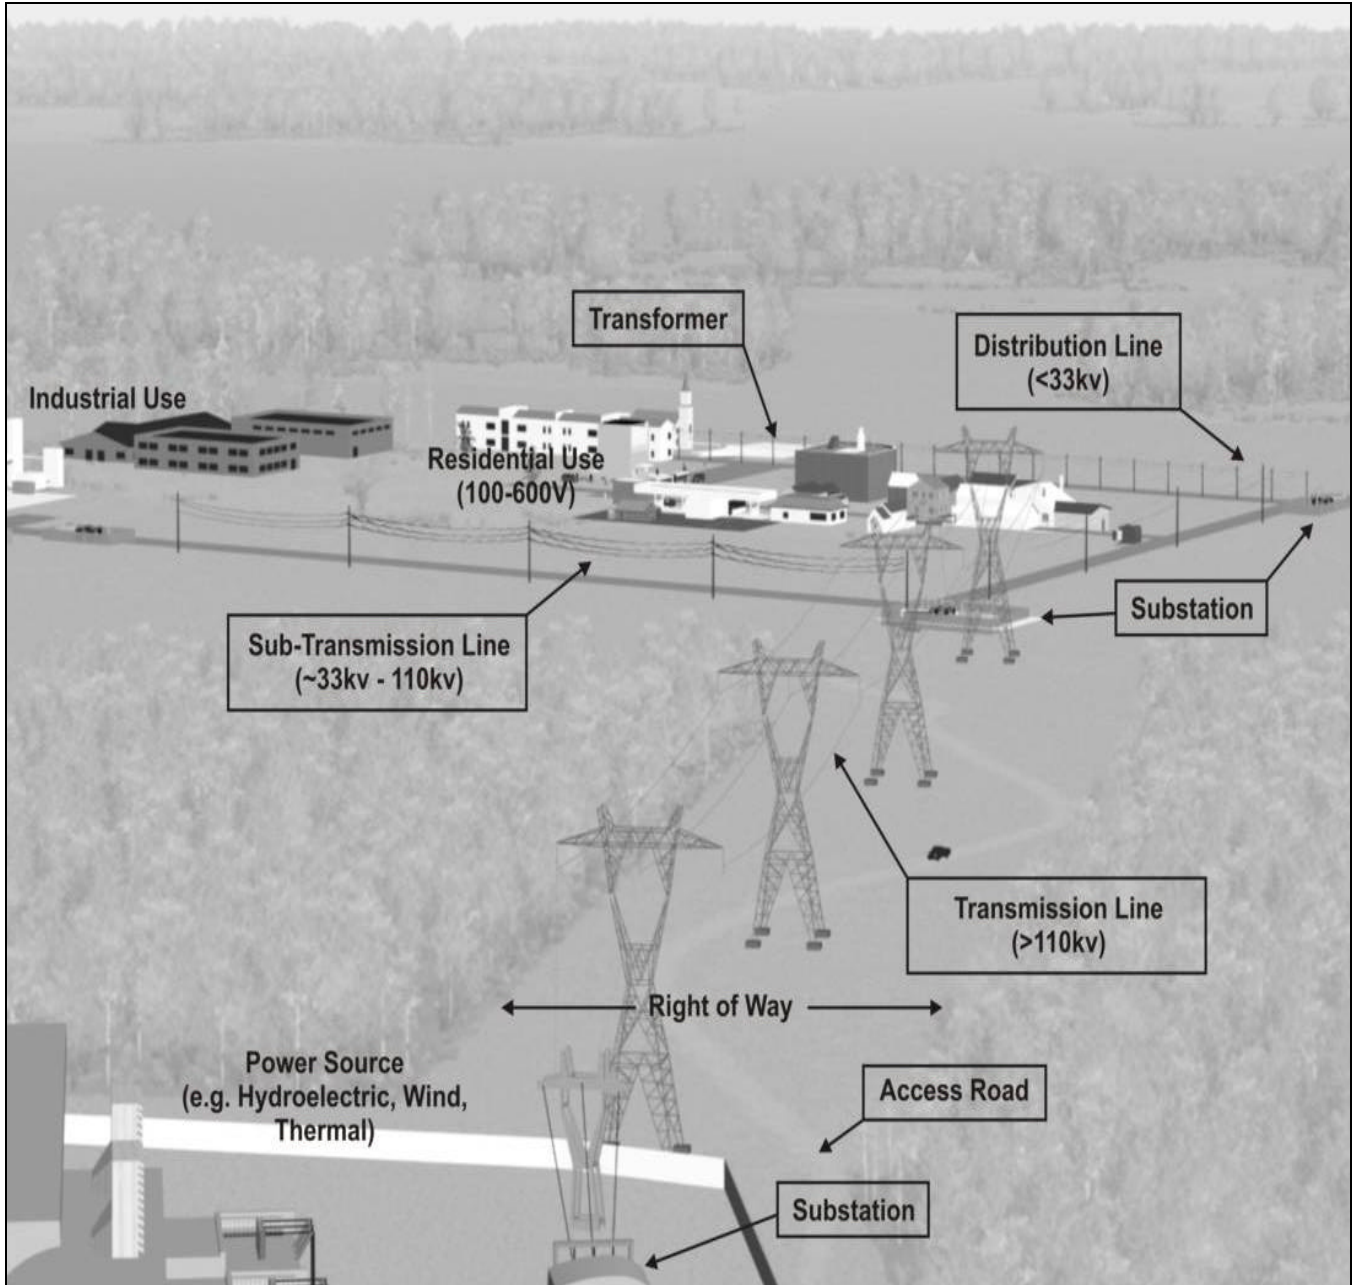 Transformer
Distribution Line
(<33kv)
Industrial Use
Residential Use
(100-600V)
Substation
Sub-Transmission Line
(~33kv - 110kv)
Transmission Line
(>110kv)
Right of Way
Power Source
(e.g. Hydroelectric, Wind,
Thermal)
Access Road
Substation